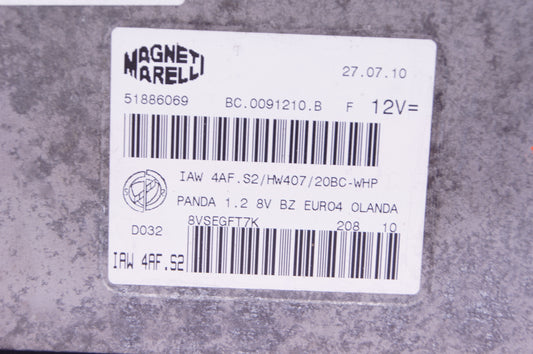 MAGNETI MARELLI
27.07.10
51886069 BC.0091210.B F 12V=
IAW 4AF.S2/HW407/20BC-WHP
PANDA 1.2 8V BZ EURO4 OLANDA
8VSEGFT7K 208 10
D032
IAW 4AF.S2